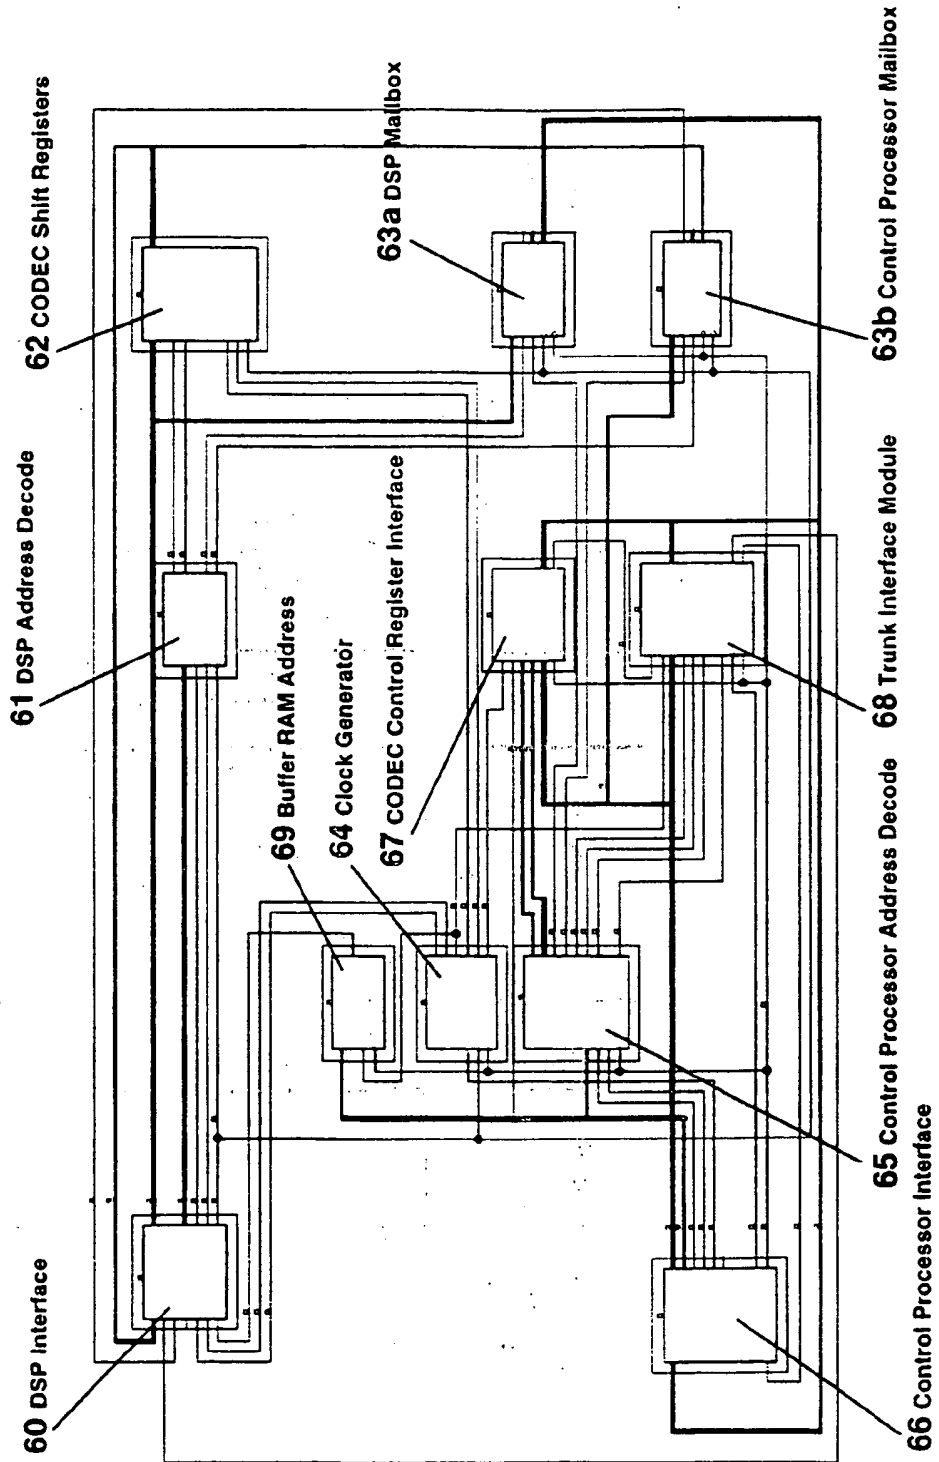 60 DSP Interface
61 DSP Address Decode
62 CODEC Shift Registers
69 Buffer RAM Address
64 Clock Generator
67 CODEC Control Register Interface
63a DSP Mailbox
66 Control Processor Interface
65 Control Processor Address Decode
68 Trunk Interface Module
63b Control Processor Mailbox